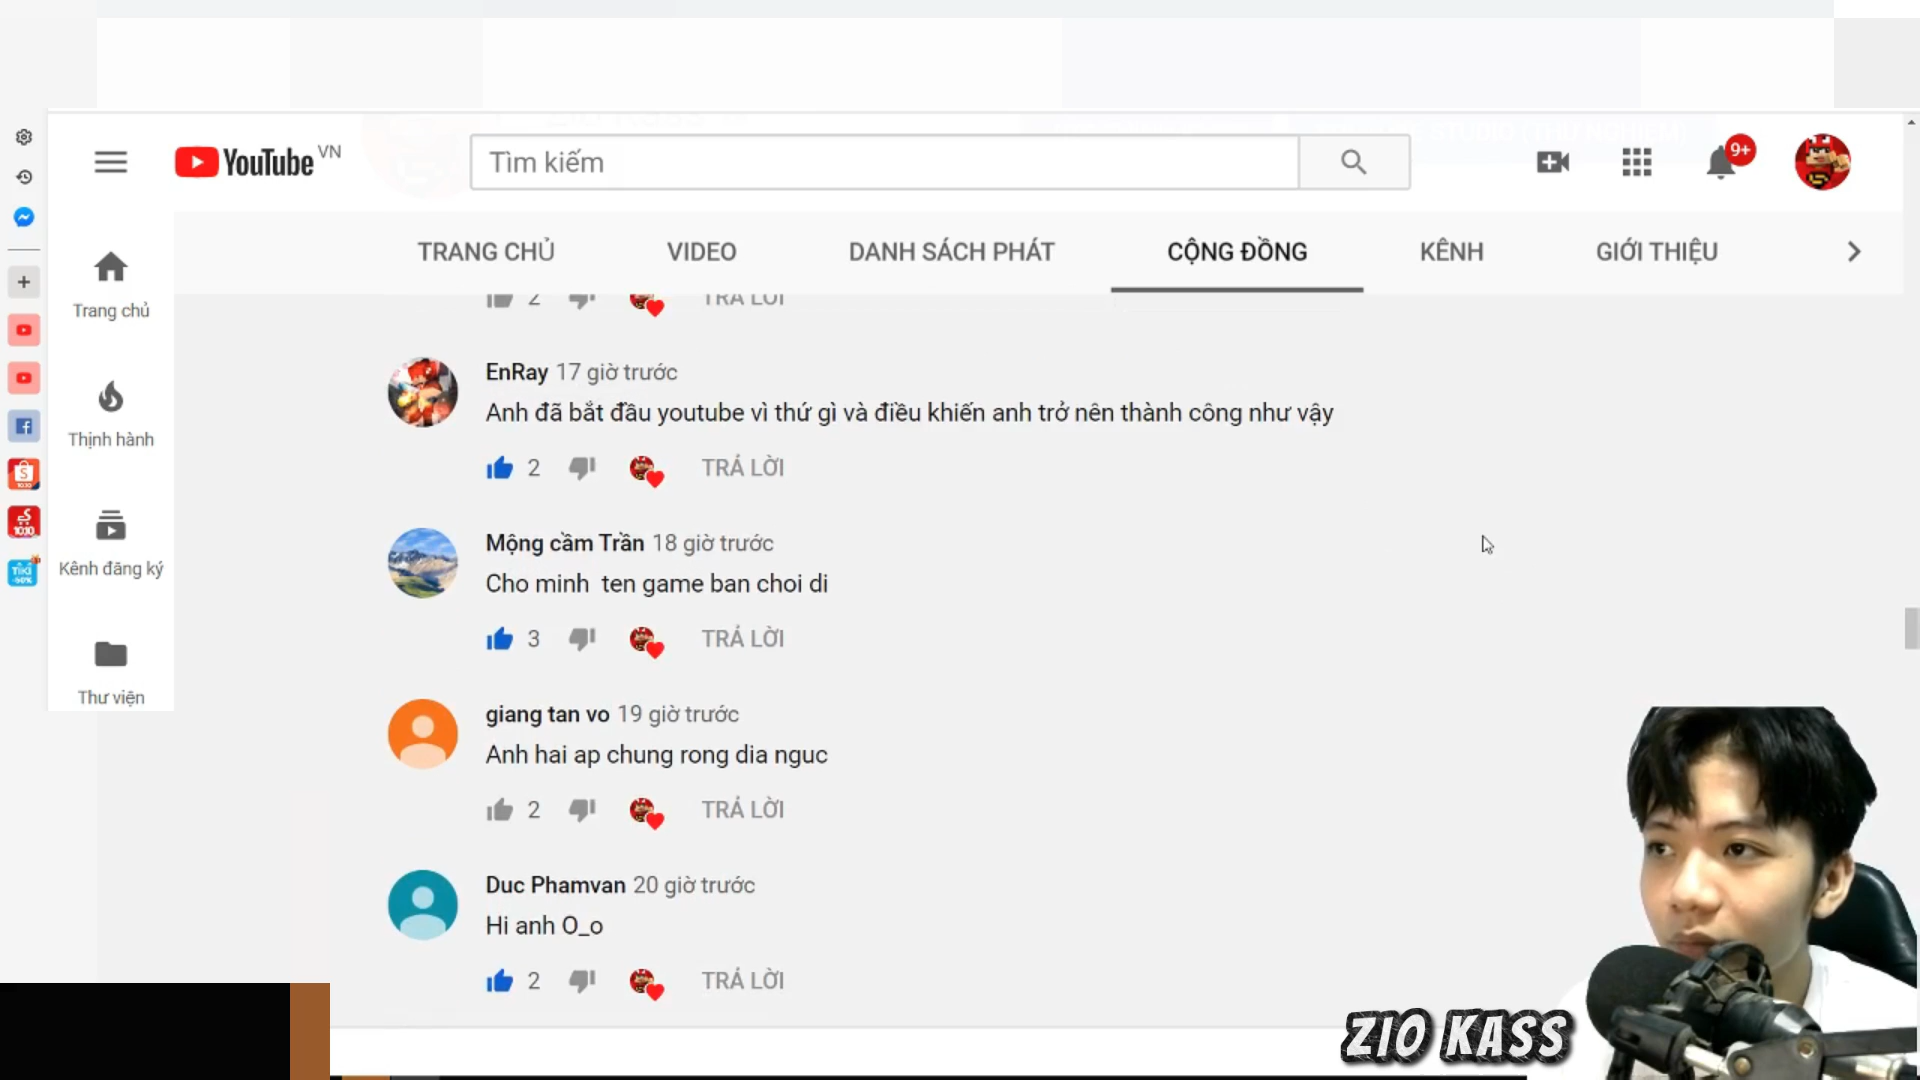 YouTube VN
Tìm kiếm
9+
TRANG CHỦ VIDEO DANH SÁCH PHÁT CỘNG ĐỒNG KÊNH GIỚI THIỆU
Trang chủ
Thịnh hành
Kênh đăng ký
Thư viện
2 TRẢ LỜI
EnRay 17 giờ trước
Anh đã bắt đầu youtube vì thứ gì và điều khiến anh trở nên thành công như vậy
2 TRẢ LỜI
Mộng cầm Trần 18 giờ trước
Cho minh ten game ban choi di
3 TRẢ LỜI
giang tan vo 19 giờ trước
Anh hai ap chung rong dia nguc
2 TRẢ LỜI
Duc Phamvan 20 giờ trước
Hi anh O_o
2 TRẢ LỜI
ZIO KASS